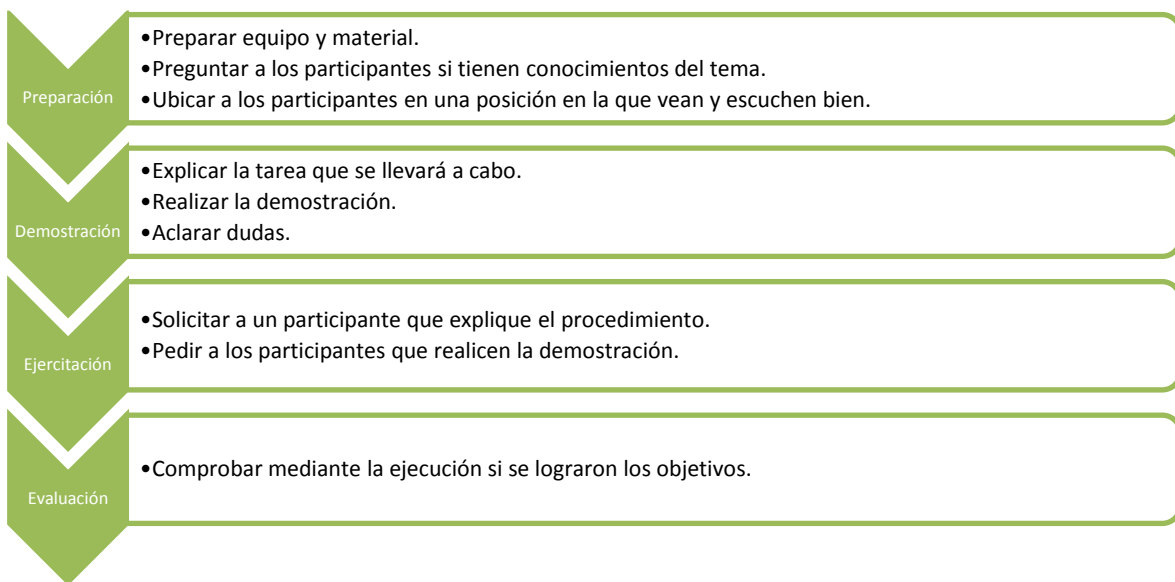 Preparación
•Preparar equipo y material.
•Preguntar a los participantes si tienen conocimientos del tema.
•Ubicar a los participantes en una posición en la que vean y escuchen bien.
Demostración
•Explicar la tarea que se llevará a cabo.
•Realizar la demostración.
•Aclarar dudas.
Ejercitación
•Solicitar a un participante que explique el procedimiento.
•Pedir a los participantes que realicen la demostración.
Evaluación
•Comprobar mediante la ejecución si se lograron los objetivos.